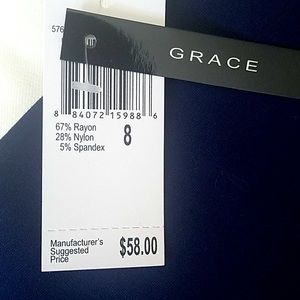 576
GRACE
8 84072 15988 6
67% Rayon
28% Nylon
5% Spandex
8
Manufacturer's
Suggested
Price
$58.00